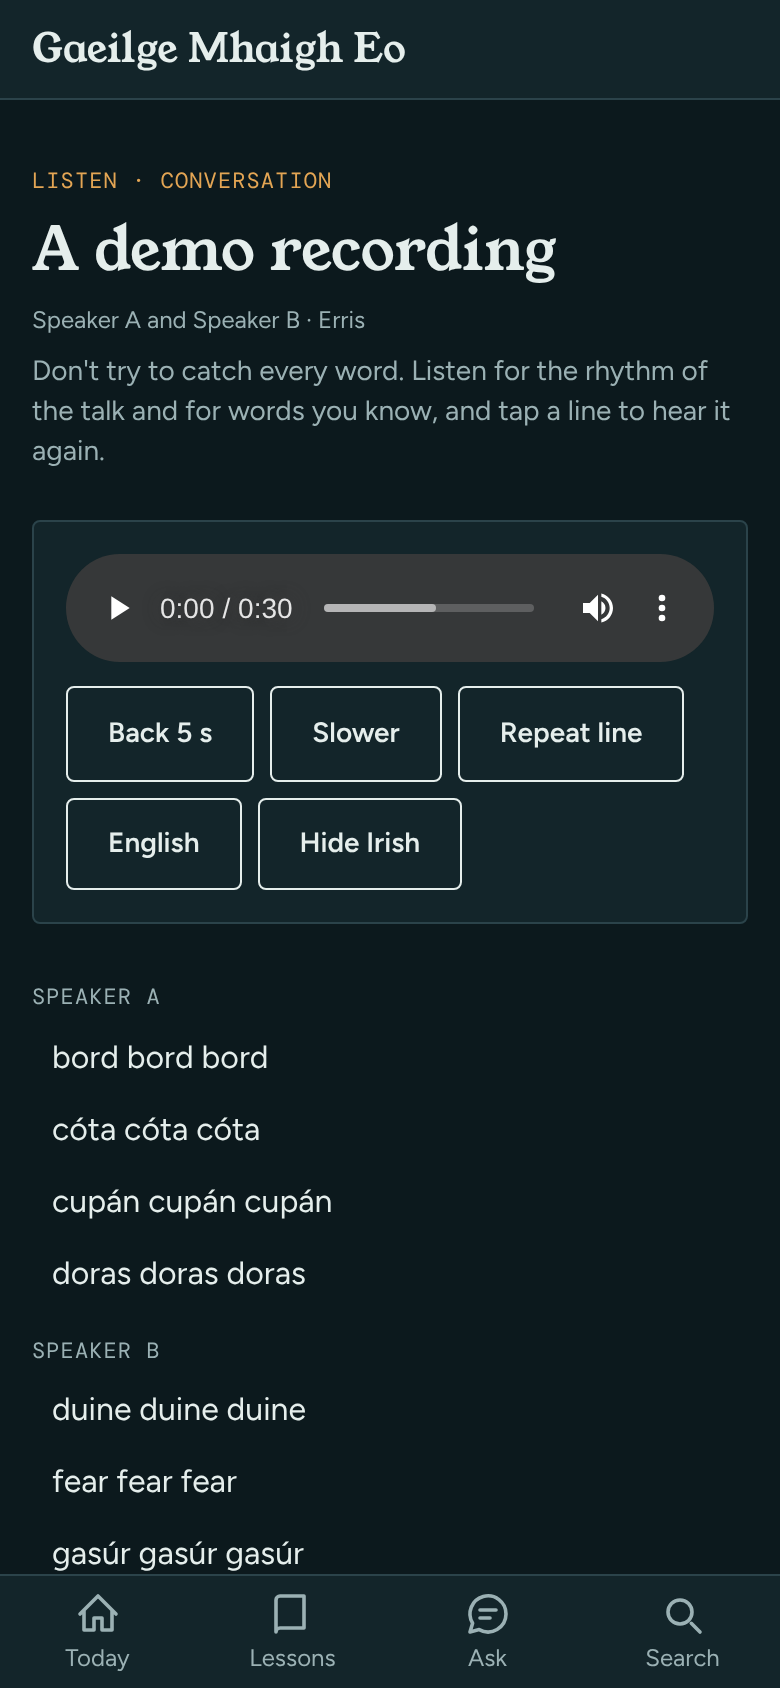 Gaeilge Mhaigh Eo
LISTEN · CONVERSATION
A demo recording
Speaker A and Speaker B · Erris
Don't try to catch every word. Listen for the rhythm of
the talk and for words you know, and tap a line to hear it
again.
0:00 / 0:30
Back 5 s
Slower
Repeat line
English
Hide Irish
SPEAKER A
bord bord bord
cóta cóta cóta
cupán cupán cupán
doras doras doras
SPEAKER B
duine duine duine
fear fear fear
gasúr gasúr gasúr
Today
Lessons
Ask
Search